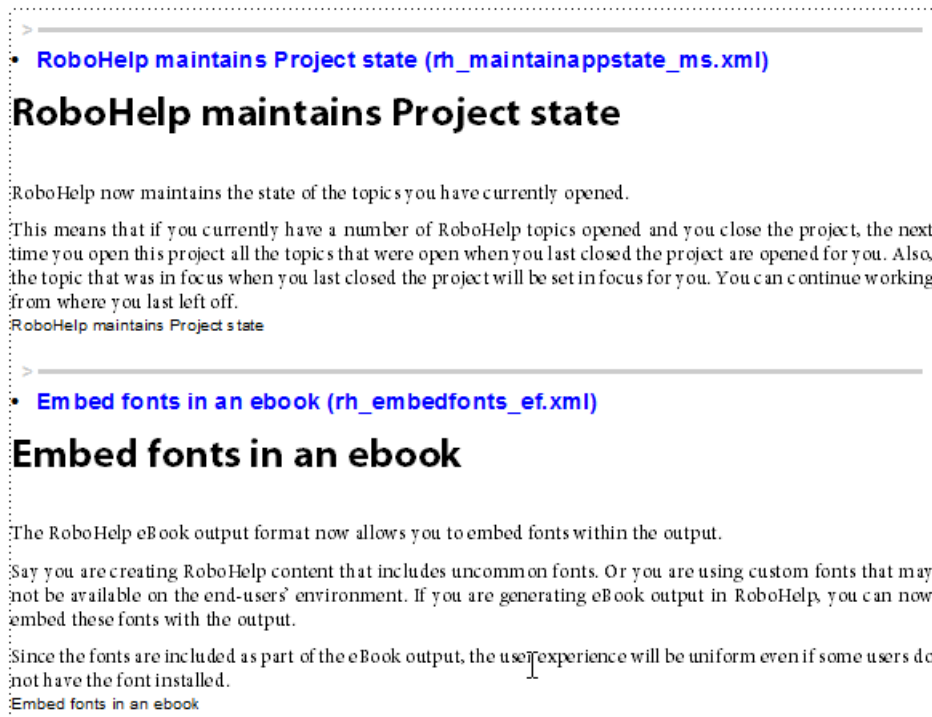 >
• RoboHelp maintains Project state (rh_maintainappstate_ms.xml)
RoboHelp maintains Project state
RoboHelp now maintains the state of the topics you have currently opened.
This means that if you currently have a number of RoboHelp topics opened and you close the project, the next
time you open this project all the topics that were open when you last closed the project are opened for you. Also,
the topic that was in focus when you last closed the project will be set in focus for you. You can continue working
from where you last left off.
RoboHelp maintains Project state
>
• Embed fonts in an ebook (rh_embedfonts_ef.xml)
Embed fonts in an ebook
The RoboHelp eBook output format now allows you to embed fonts within the output.
Say you are creating RoboHelp content that includes uncommon fonts. Or you are using custom fonts that may
not be available on the end-users’ environment. If you are generating eBook output in RoboHelp, you can now
embed these fonts with the output.
Since the fonts are included as part of the eBook output, the user experience will be uniform even if some users do
not have the font installed.
Embed fonts in an ebook